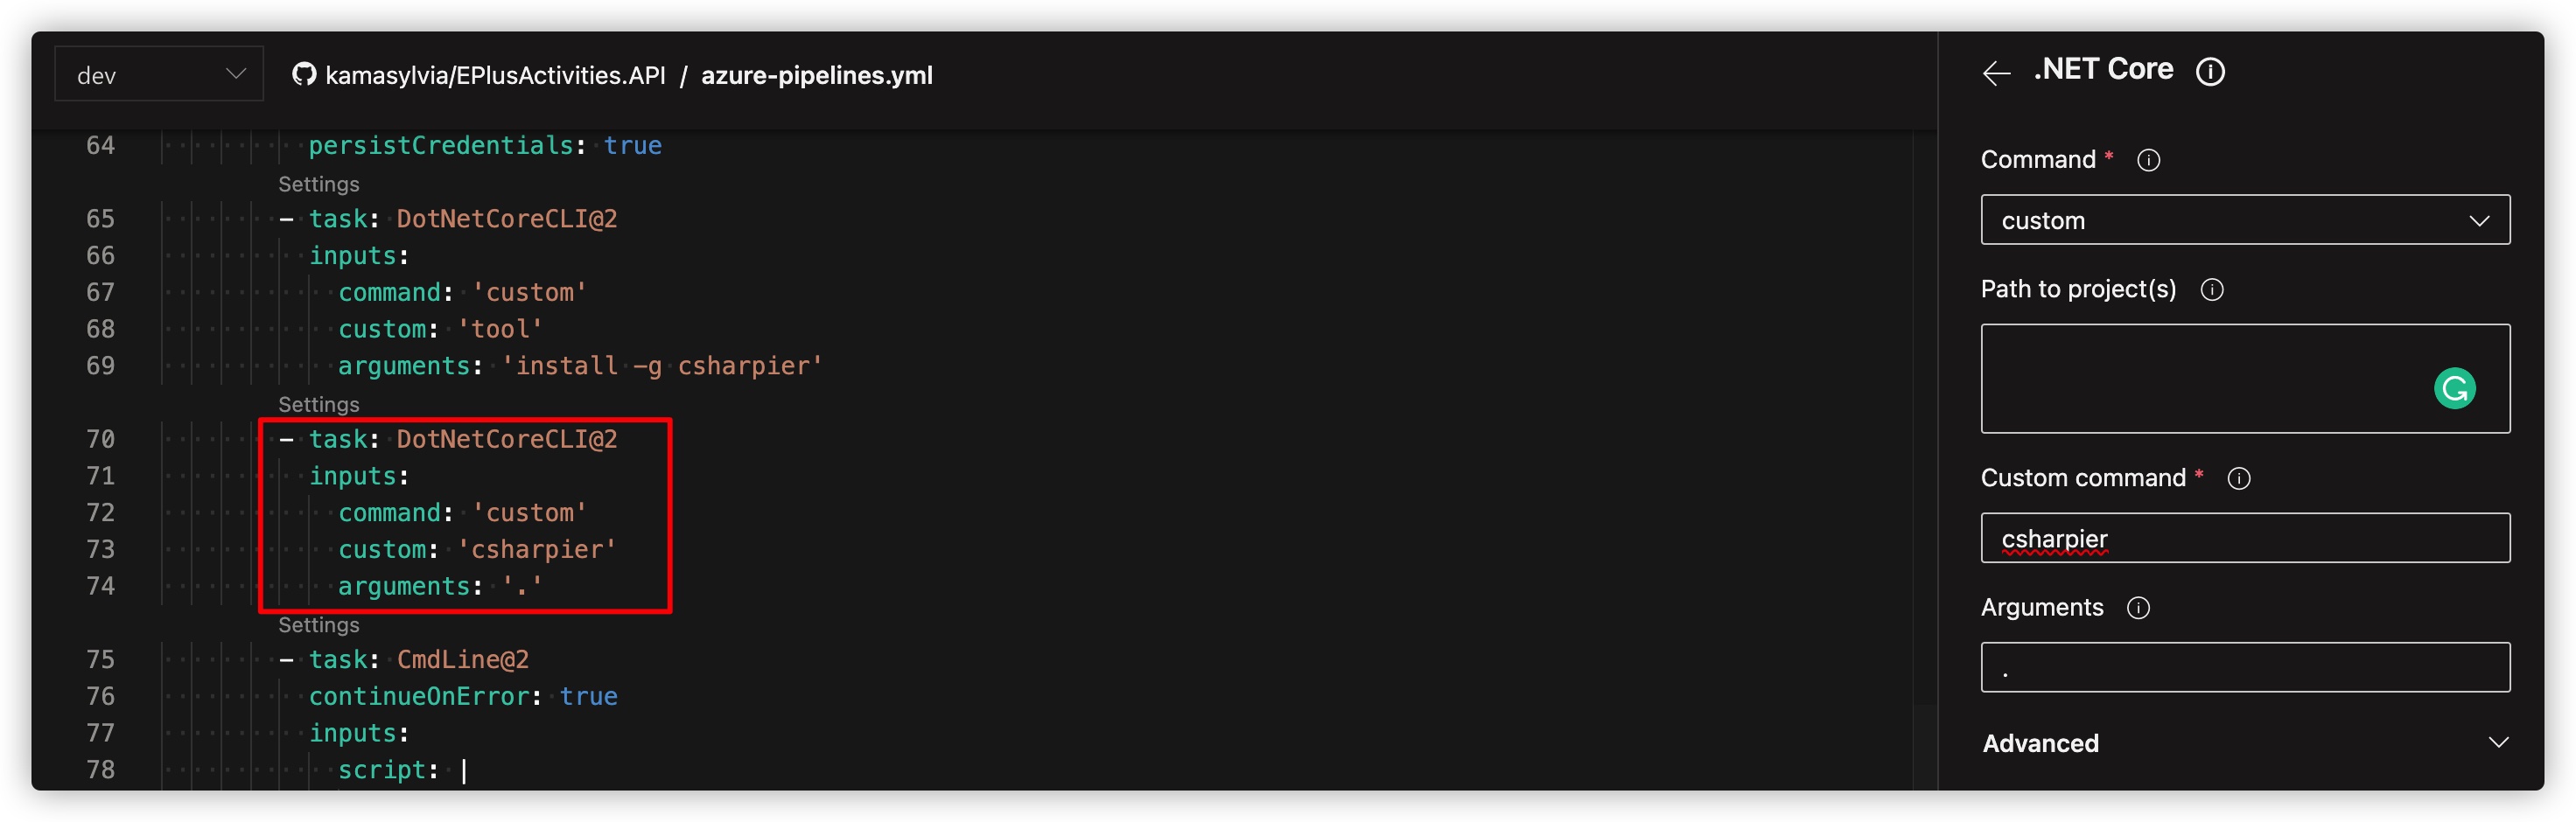 dev
kamasylvia/EPlusActivities.API / azure-pipelines.yml
64 persistCredentials: true
Settings
65 - task: DotNetCoreCLI@2
66 inputs:
67 command: 'custom'
68 custom: 'tool'
69 arguments: 'install -g csharpier'
Settings
70 - task: DotNetCoreCLI@2
71 inputs:
72 command: 'custom'
73 custom: 'csharpier'
74 arguments: '.'
Settings
75 - task: CmdLine@2
76 continueOnError: true
77 inputs:
78 script: |
.NET Core
Command *
custom
Path to project(s)
Custom command *
csharpier
Arguments
.
Advanced